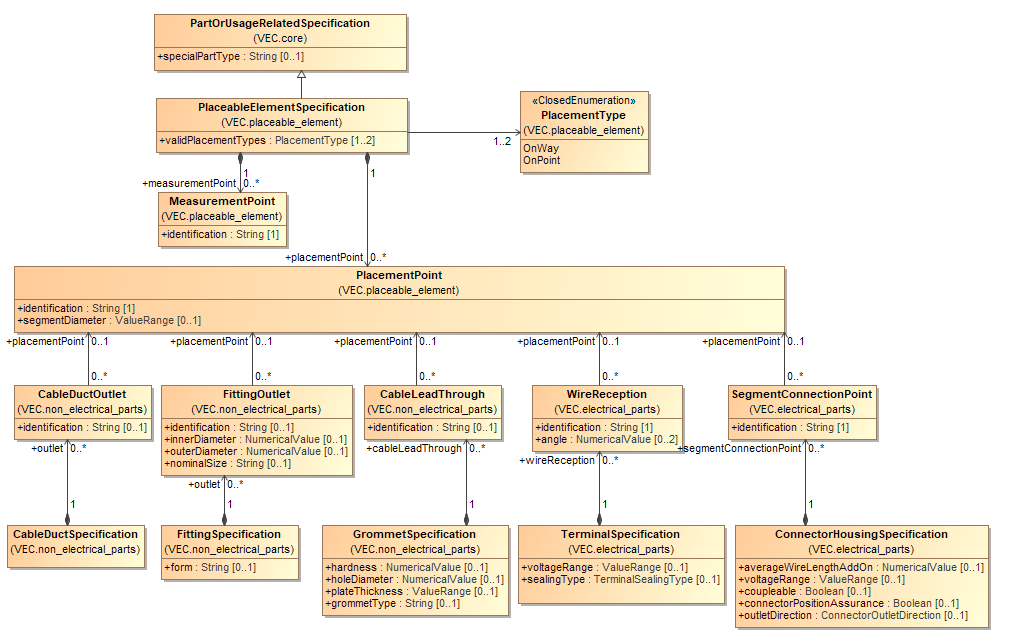 PartOrUsageRelatedSpecification
(VEC.core)
+specialPartType : String [0..1]
PlaceableElementSpecification
(VEC.placeable_element)
+validPlacementTypes : PlacementType [1..2]
«ClosedEnumeration»
PlacementType
(VEC.placeable_element)
OnWay
OnPoint
1..2
1
1
+measurementPoint 0..*
MeasurementPoint
(VEC.placeable_element)
+identification : String [1]
+placementPoint 0..*
PlacementPoint
(VEC.placeable_element)
+identification : String [1]
+segmentDiameter : ValueRange [0..1]
+placementPoint 0..1
+placementPoint 0..1
+placementPoint 0..1
+placementPoint 0..1
+placementPoint 0..1
0..*
0..*
0..*
0..*
0..*
CableDuctOutlet
(VEC.non_electrical_parts)
+identification : String [0..1]
FittingOutlet
(VEC.non_electrical_parts)
+identification : String [0..1]
+innerDiameter : NumericalValue [0..1]
+outerDiameter : NumericalValue [0..1]
+nominalSize : String [0..1]
CableLeadThrough
(VEC.non_electrical_parts)
+identification : String [0..1]
WireReception
(VEC.electrical_parts)
+identification : String [1]
+angle : NumericalValue [0..2]
SegmentConnectionPoint
(VEC.electrical_parts)
+identification : String [1]
+outlet 0..*
+outlet 0..*
+cableLeadThrough 0..*
+wireReception 0..*
+segmentConnectionPoint 0..*
1
1
1
1
1
CableDuctSpecification
(VEC.non_electrical_parts)
FittingSpecification
(VEC.non_electrical_parts)
+form : String [0..1]
GrommetSpecification
(VEC.non_electrical_parts)
+hardness : NumericalValue [0..1]
+holeDiameter : NumericalValue [0..1]
+plateThickness : ValueRange [0..1]
+grommetType : String [0..1]
TerminalSpecification
(VEC.electrical_parts)
+voltageRange : ValueRange [0..1]
+sealingType : TerminalSealingType [0..1]
ConnectorHousingSpecification
(VEC.electrical_parts)
+averageWireLengthAddOn : NumericalValue [0..1]
+voltageRange : ValueRange [0..1]
+coupleable : Boolean [0..1]
+connectorPositionAssurance : Boolean [0..1]
+outletDirection : ConnectorOutletDirection [0..1]